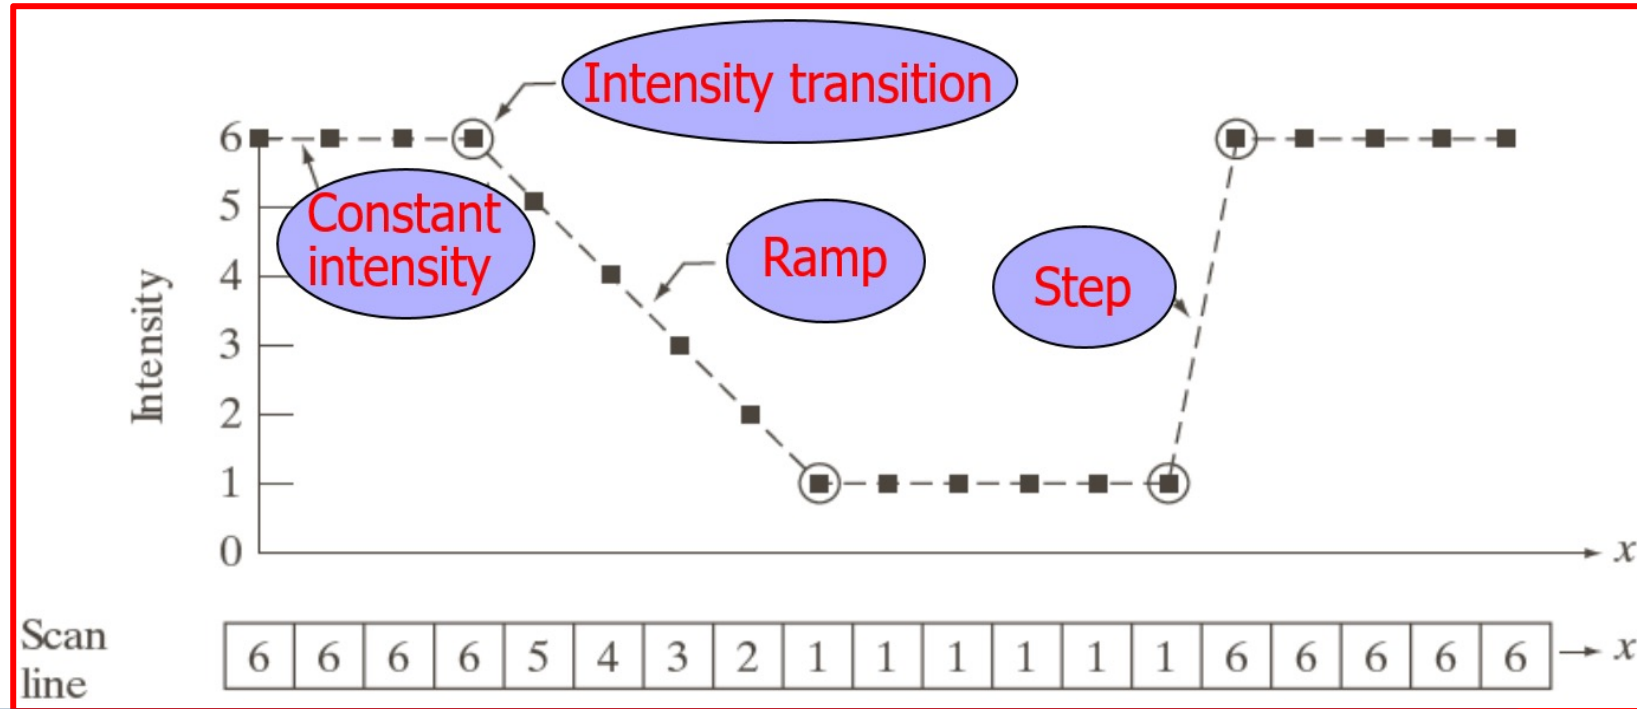 Intensity transition
6
Constant
intensity
5
Ramp
Step
4
3
2
1
0
Intensity
x
Scan
line
6 6 6 6 5 4 3 2 1 1 1 1 1 1 6 6 6 6 6
x